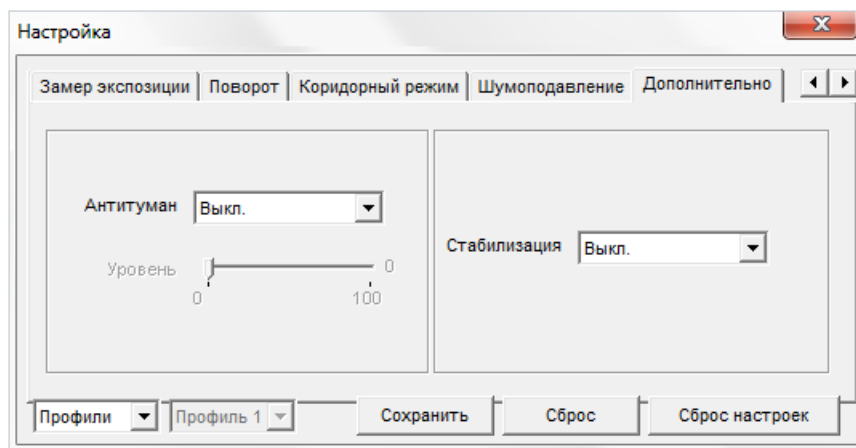 Настройка
Замер экспозиции Поворот Коридорный режим Шумоподавление Дополнительно
Антитуман Выкл.
Уровень 0
0 100
Стабилизация Выкл.
Профили Профиль 1 Сохранить Сброс Сброс настроек